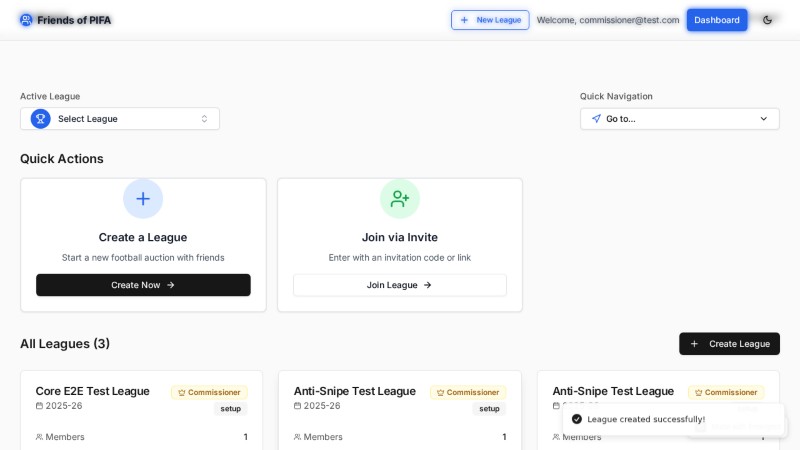 Friends of PIFA
New League
Welcome, commissioner@test.com
Dashboard
Active League
Quick Navigation
Select League
Go to...
Quick Actions
Create a League
Start a new football auction with friends
Create Now
Join via Invite
Enter with an invitation code or link
Join League
All Leagues (3)
Create League
Core E2E Test League
Commissioner
2025-26
setup
Members
1
Anti-Snipe Test League
Commissioner
2025-26
setup
Members
1
Anti-Snipe Test League
Commissioner
League created successfully!
Members